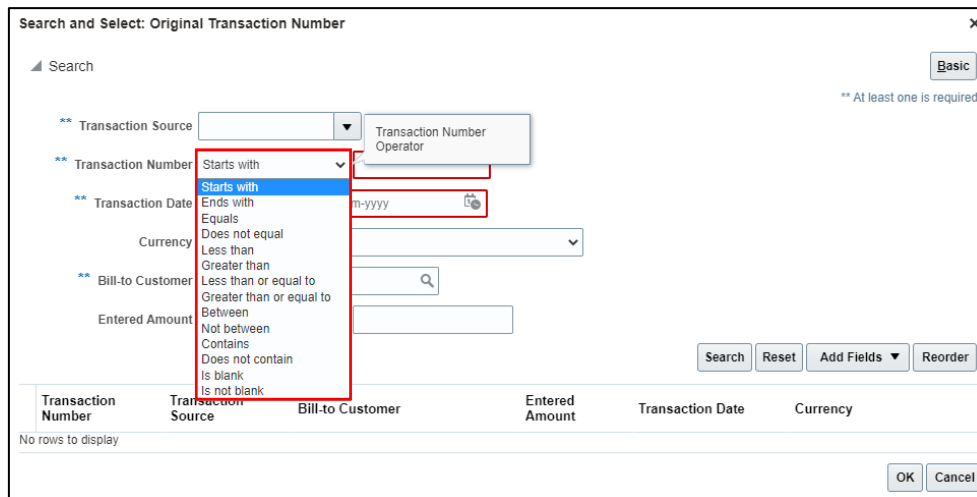 Search and Select: Original Transaction Number
×
Search
Basic
** At least one is required
** Transaction Source
Transaction Number
Operator
** Transaction Number Starts with
Starts with
Ends with
Equals
Does not equal
Less than
Greater than
Less than or equal to
Greater than or equal to
Between
Not between
Contains
Does not contain
Is blank
Is not blank
** Transaction Date m-yyyy
Currency
** Bill-to Customer
Entered Amount
Search Reset Add Fields Reorder
Transaction Number
Transaction Source
Bill-to Customer
Entered Amount
Transaction Date
Currency
No rows to display
OK Cancel